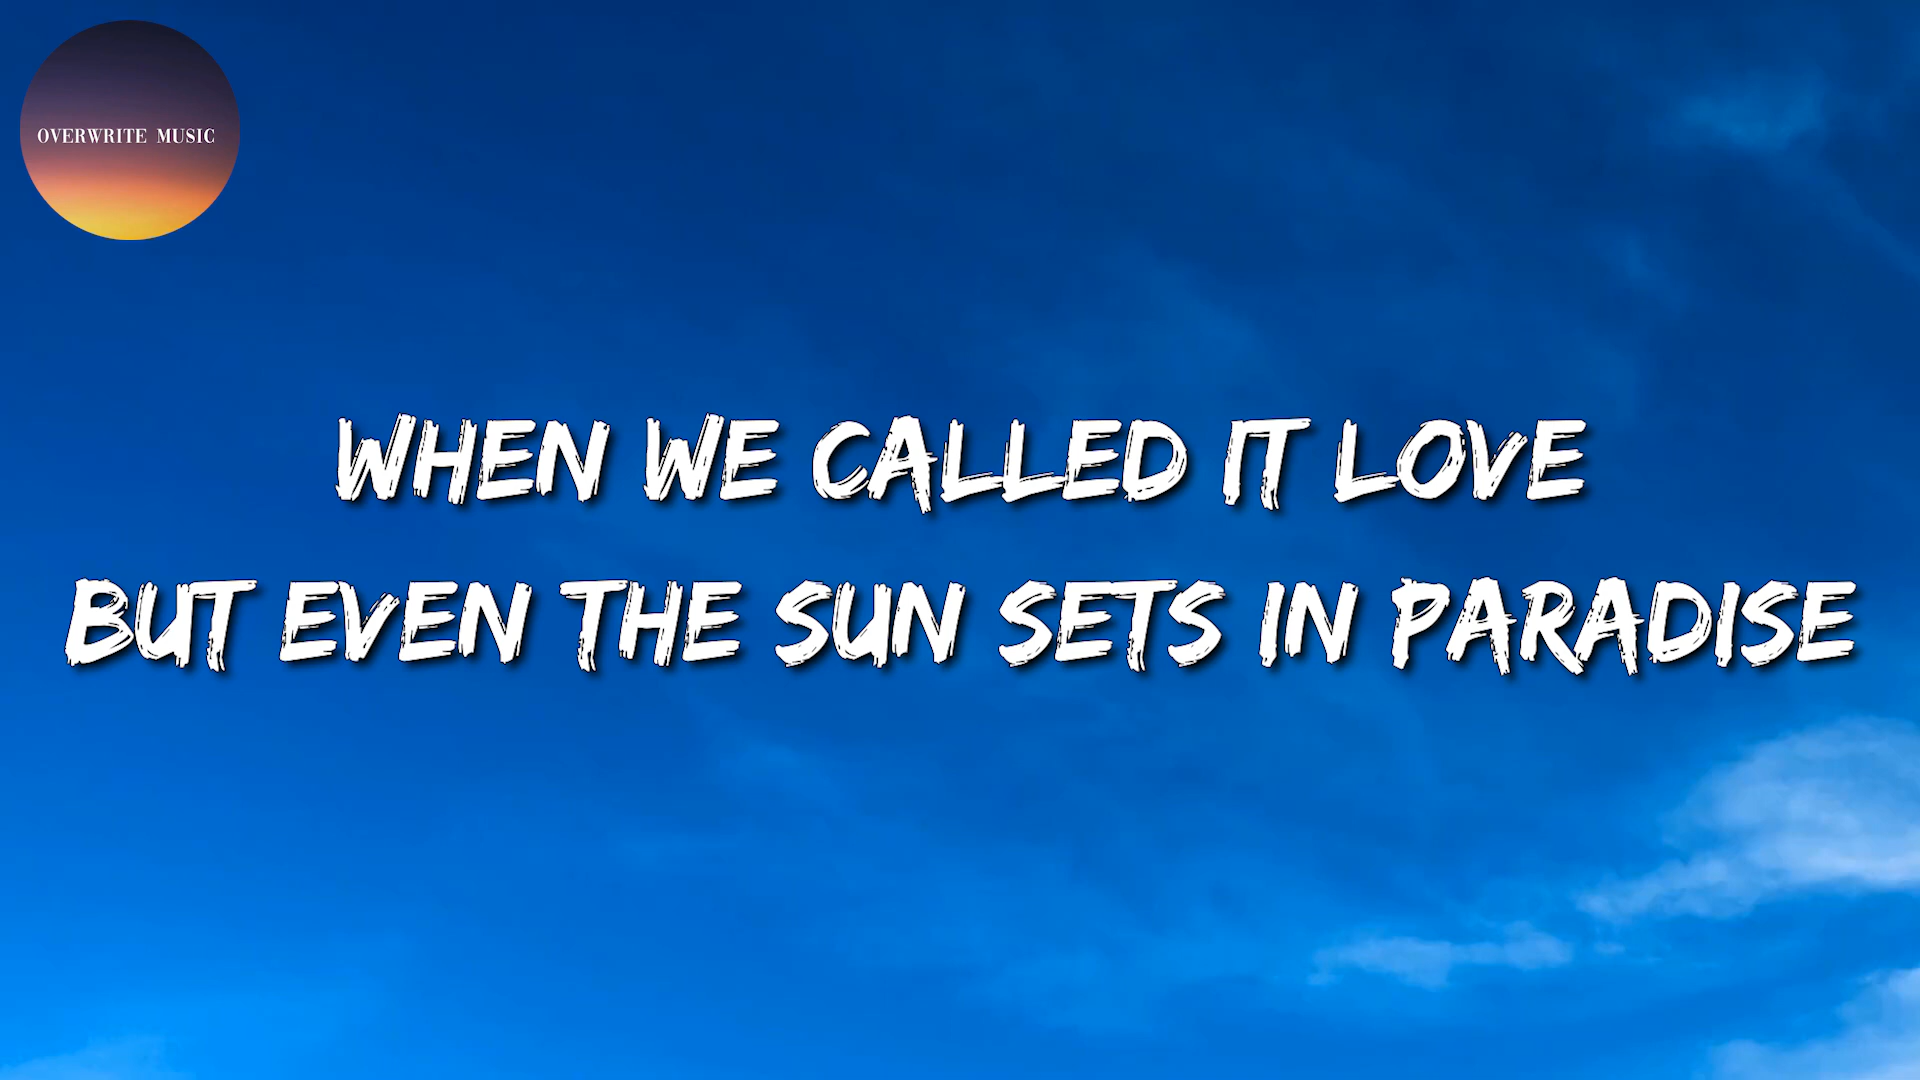 OVERWRITE MUSIC
WHEN WE CALLED IT LOVE
BUT EVEN THE SUN SETS IN PARADISE